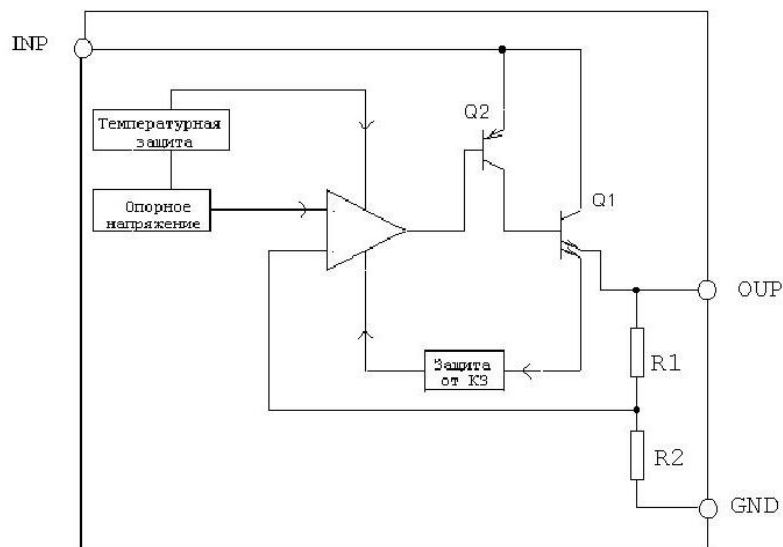 INP
Температурная
защита
Опорное
напряжение
Q2
Q1
OUP
Защита
от КЗ
R1
R2
GND